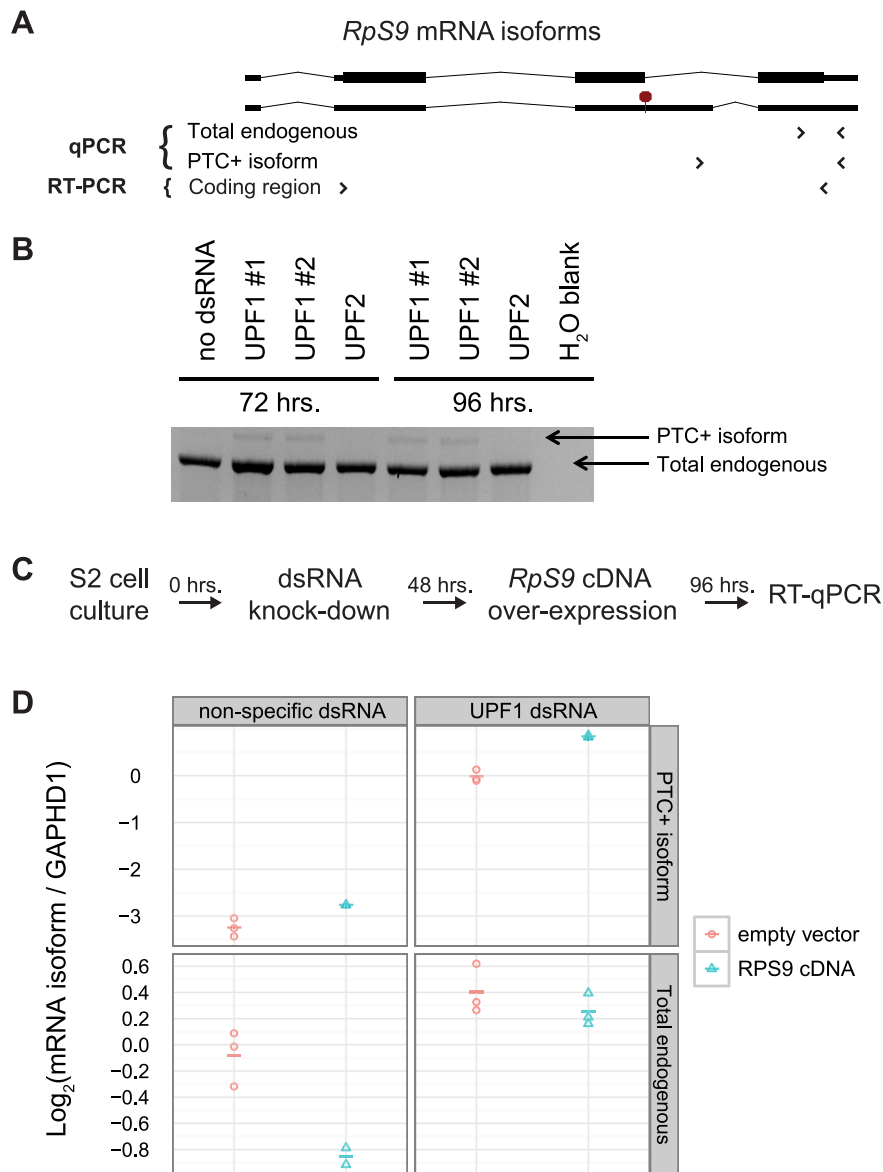 A
RpS9 mRNA isoforms
qPCR
{
Total endogenous
PTC+ isoform
RT-PCR
{
Coding region
B
no dsRNA
UPF1 #1
UPF1 #2
UPF2
UPF1 #1
UPF1 #2
UPF2
H2O blank
72 hrs.
96 hrs.
PTC+ isoform
Total endogenous
C
S2 cell
culture
0 hrs.
dsRNA
knock-down
48 hrs.
RpS9 cDNA
over-expression
96 hrs.
RT-qPCR
D
non-specific dsRNA
UPF1 dsRNA
Log2(mRNA isoform / GAPHD1)
0
−1
−2
−3
PTC+ isoform
0.6
0.4
0.2
0.0
−0.2
−0.4
−0.6
−0.8
Total endogenous
empty vector
RPS9 cDNA